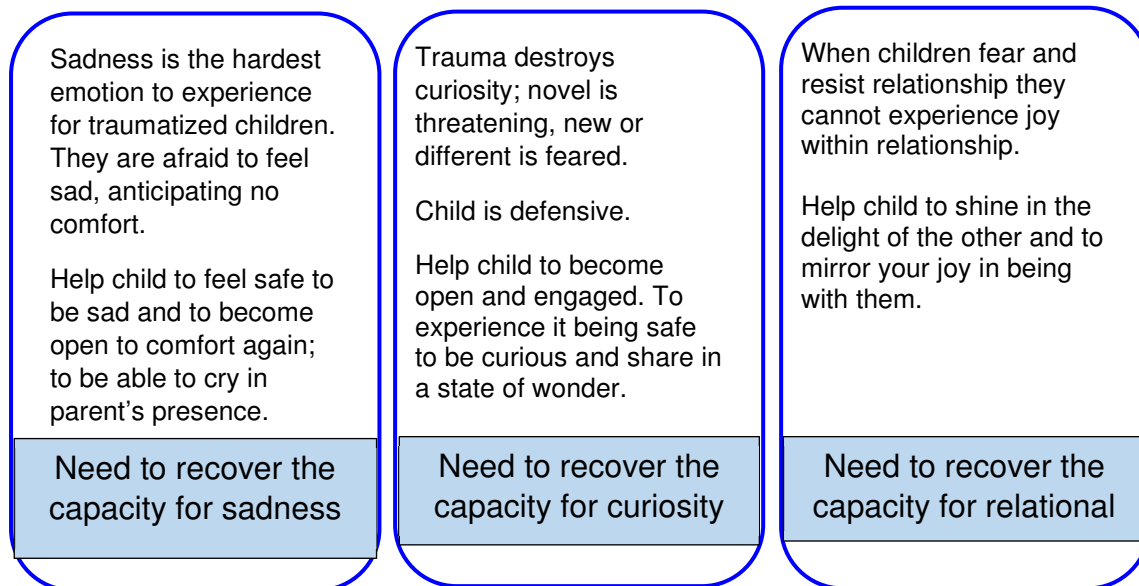 Sadness is the hardest
emotion to experience
for traumatized children.
They are afraid to feel
sad, anticipating no
comfort.
Help child to feel safe to
be sad and to become
open to comfort again;
to be able to cry in
parent's presence.
Need to recover the
capacity for sadness
Trauma destroys
curiosity; novel is
threatening, new or
different is feared.
Child is defensive.
Help child to become
open and engaged. To
experience it being safe
to be curious and share in
a state of wonder.
Need to recover the
capacity for curiosity
When children fear and
resist relationship they
cannot experience joy
within relationship.
Help child to shine in the
delight of the other and to
mirror your joy in being
with them.
Need to recover the
capacity for relational